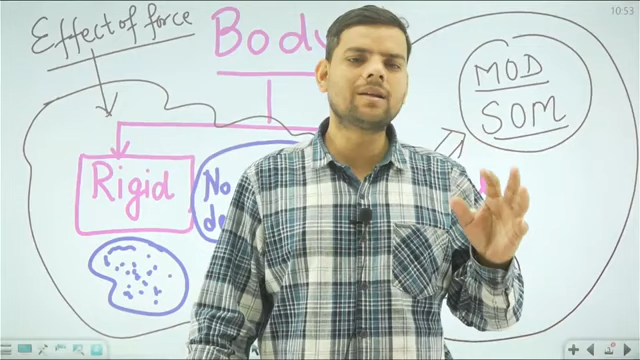 Effect of force
Body
10:53
MOD
SOM
Rigid
No
de